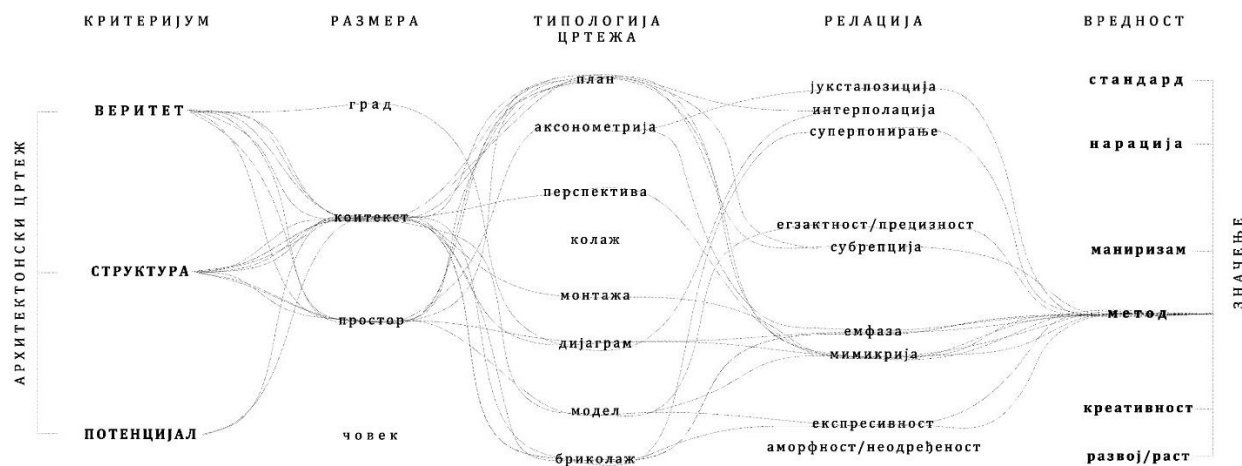 КРИТЕРИЈУМ
РАЗМЕРА
ТИПОЛОГИЈА
ЦРТЕЖА
РЕЛАЦИЈА
ВРЕДНОСТ
АРХИТЕКТОНСКИ ЦРТЕЖ
ВЕРИТЕТ
СТРУКТУРА
ПОТЕНЦИЈАЛ
град
контекст
простор
човек
план
аксонометрија
перспектива
колаж
монтажа
дијаграм
модел
бриколаж
јукстапозиција
интерполација
суперпонирање
егзактност/прецизност
субрепција
емфаза
мимикрија
експресивност
аморфност/неодређеност
стандард
нарација
маниризам
метод
креативност
развој/раст
ЗНАЧЕЊЕ